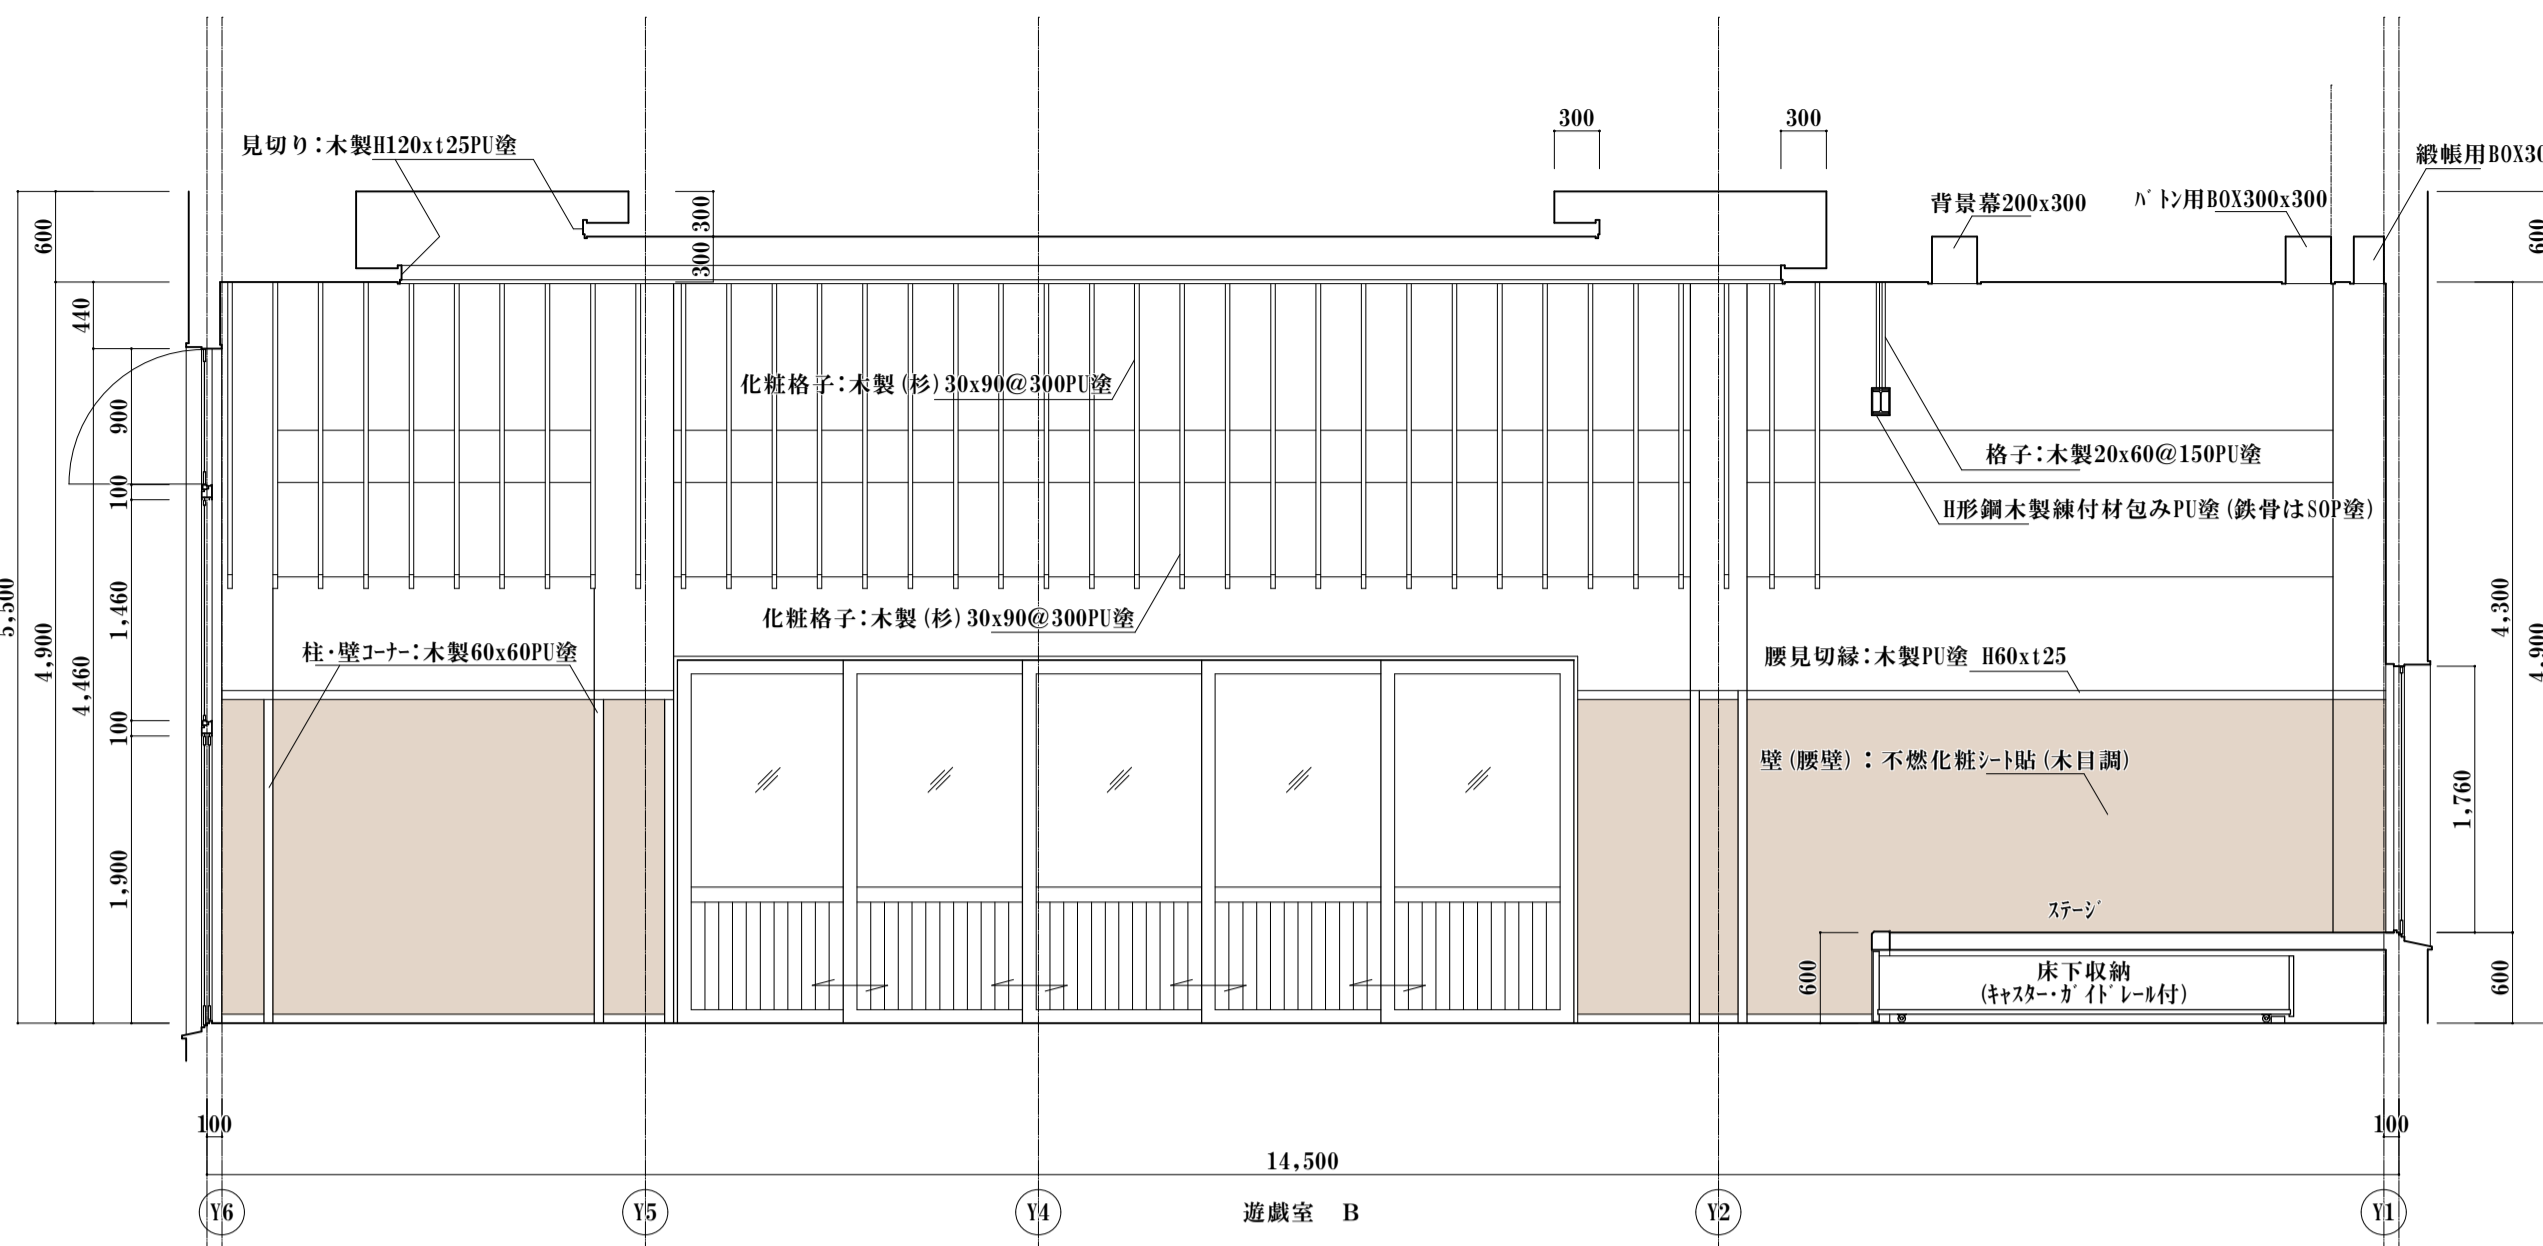 300
300
見切り：木製H120xt25PU塗
緞帳用BOX30
背景幕200x300
バトン用BOX300x300
600
300
300
600
440
化粧格子：木製(杉)30x90@300PU塗
900
格子：木製20x60@150PU塗
100
H形鋼木製練付材包みPU塗(鉄骨はSOP塗)
5,500
1,460
4,300
化粧格子：木製(杉)30x90@300PU塗
4,900
柱・壁コーナー：木製60x60PU塗
腰見切縁：木製PU塗 H60xt25
4,900
4,460
100
壁(腰壁)：不燃化粧シート貼(木目調)
1,760
1,900
ステージ
600
床下収納
(キャスター・ガイドレール付)
600
100
100
14,500
Y6
Y5
Y4
遊戯室 B
Y2
Y1